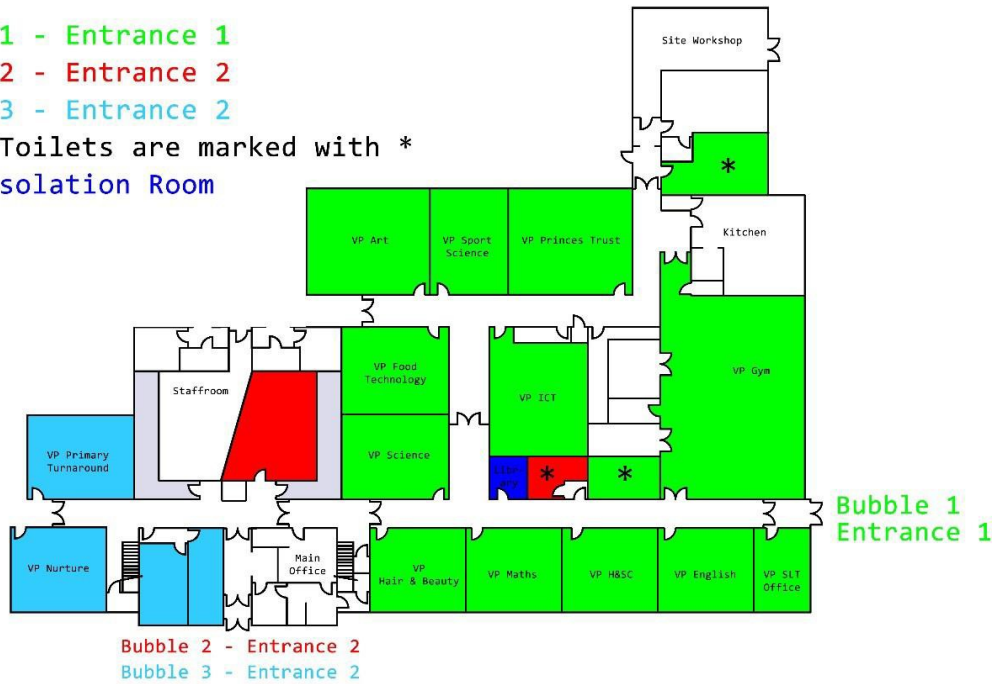 1 - Entrance 1
2 - Entrance 2
3 - Entrance 2
Toilets are marked with *
solation Room
Site Workshop
*
VP Art
VP Sport
Science
VP Princes Trust
Kitchen
VP Food
Technology
Staffroom
VP ICT
VP Gym
VP Primary
Turnaround
VP Science
Libr
ary
*
*
Bubble 1
Entrance 1
VP Nurture
Main
Office
VP
Hair & Beauty
VP Maths
VP H&SC
VP English
VP SLT
Office
Bubble 2 - Entrance 2
Bubble 3 - Entrance 2